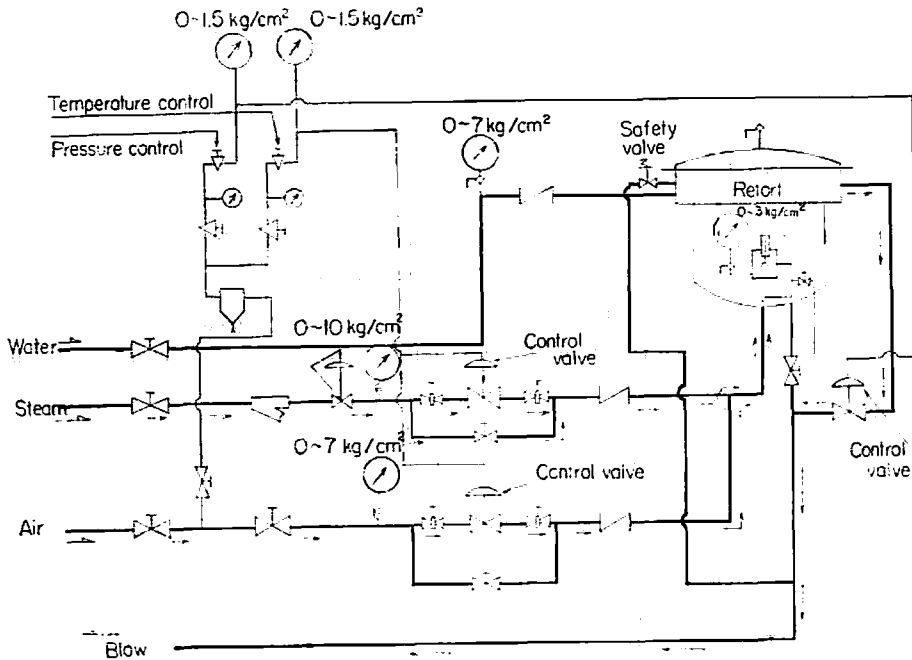 0~1.5 kg/cm²
0~1.5 kg/cm²
Temperature control
Pressure control
0~7 kg/cm²
Safety
valve
Retort
0~3 kg/cm²
Water
0~10 kg/cm²
Control
valve
Steam
0~7 kg/cm²
Control valve
Control
valve
Air
Blow